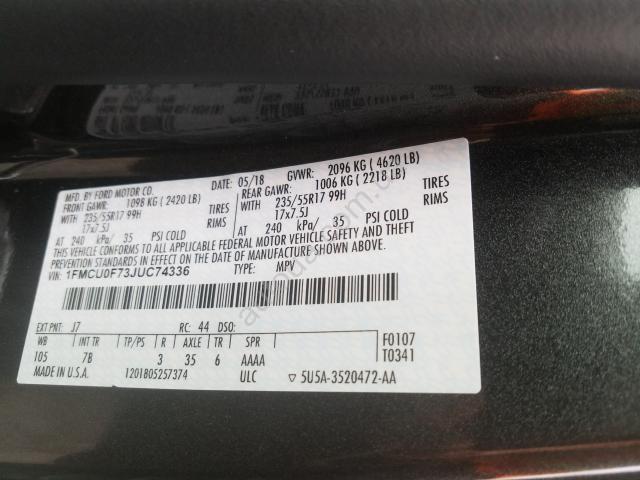 MFD. BY FORD MOTOR CO.
05/18
GVWR: 2096 KG ( 4620 LB)
FRONT GAWR: 1098 KG ( 2420 LB)
REAR GAWR: 1006 KG ( 2218 LB)
WITH 235/55R17 99H TIRES
WITH 235/55R17 99H TIRES
17x7.5J RIMS
17x7.5J RIMS
AT 240 kPa/ 35 PSI COLD
AT 240 kPa/ 35 PSI COLD
THIS VEHICLE CONFORMS TO ALL APPLICABLE FEDERAL MOTOR VEHICLE SAFETY AND THEFT
PREVENTION STANDARDS IN EFFECT ON THE DATE OF MANUFACTURE SHOWN ABOVE.
VIN: 1FMCU0F73JUC74336
TYPE: MPV
EXT PNT: J7 RC: 44 DSO:
WB INT TR TP/PS R AXLE TR SPR
F0107
105 7B 3 35 6 AAAA
T0341
MADE IN U.S.A. 1201805257374 ULC ▽ 5U5A-3520472-AA